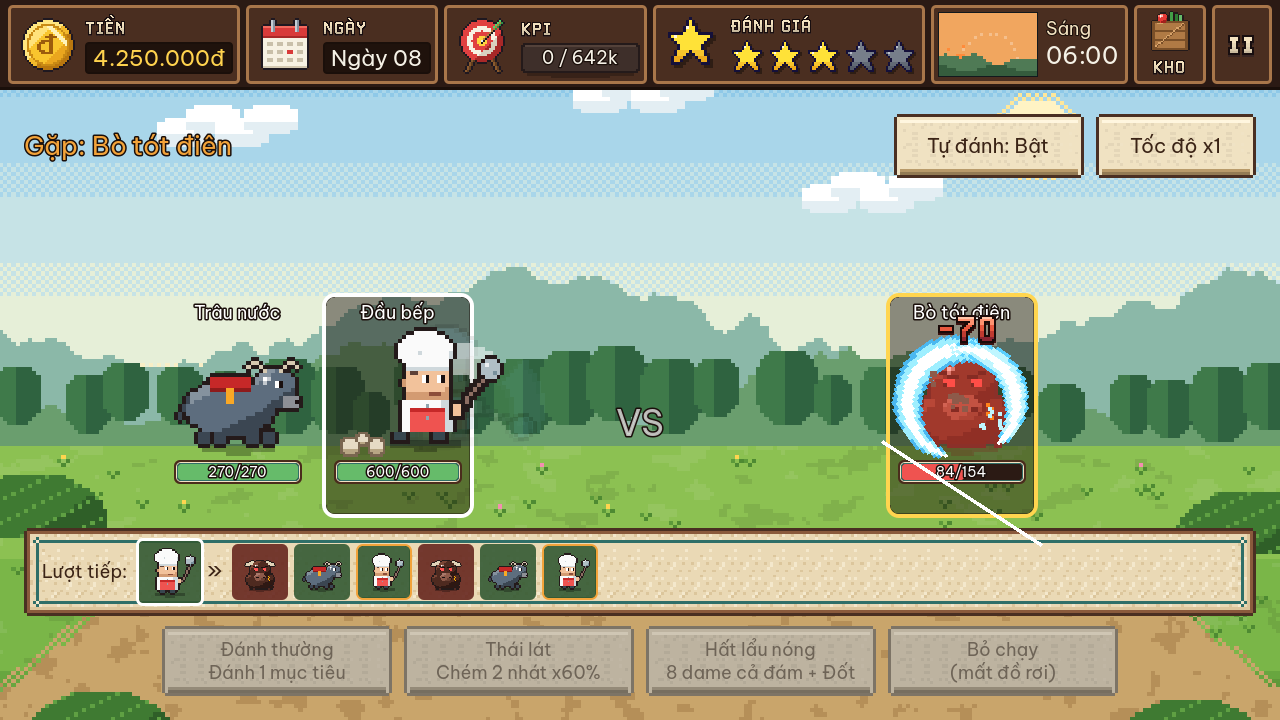 TIỀN
4.250.000đ
NGÀY
Ngày 08
KPI
0 / 642k
ĐÁNH GIÁ
Sáng
06:00
KHO
Gặp: Bò tót điên
Tự đánh: Bật
Tốc độ x1
Trâu nước
Đầu bếp
Bò tót điên
-70
VS
270/270
600/600
84/154
Lượt tiếp:
»
Đánh thường
Đánh 1 mục tiêu
Thái lát
Chém 2 nhát x60%
Hất lẩu nóng
8 dame cả đám + Đốt
Bỏ chạy
(mất đồ rơi)